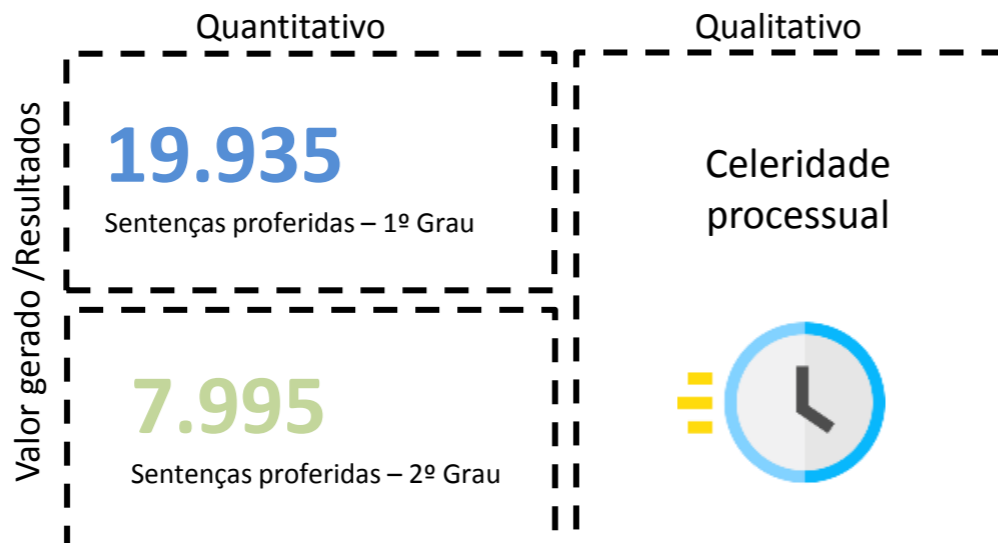 Quantitativo
Qualitativo
Valor gerado /Resultados
19.935
Sentenças proferidas – 1º Grau
7.995
Sentenças proferidas – 2º Grau
Celeridade
processual